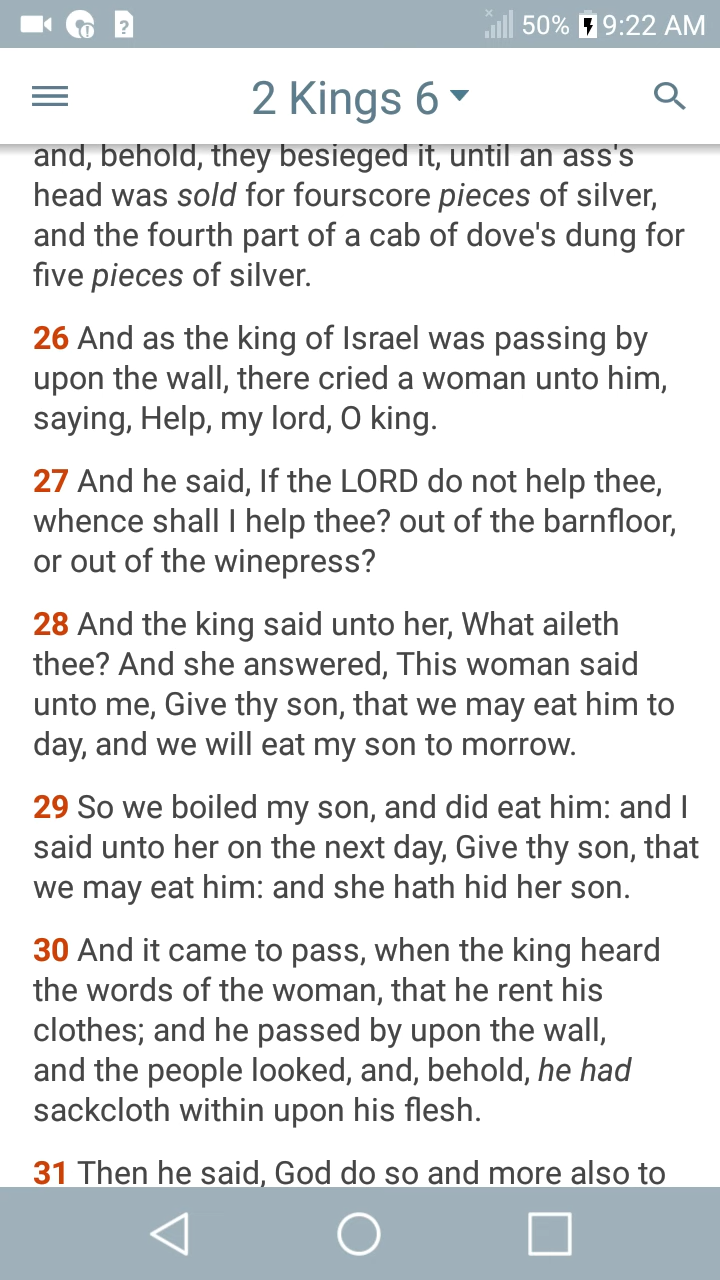 50% 9:22 AM
2 Kings 6
and, behold, they besieged it, until an ass's
head was sold for fourscore pieces of silver,
and the fourth part of a cab of dove's dung for
five pieces of silver.
26 And as the king of Israel was passing by
upon the wall, there cried a woman unto him,
saying, Help, my lord, O king.
27 And he said, If the LORD do not help thee,
whence shall I help thee? out of the barnfloor,
or out of the winepress?
28 And the king said unto her, What aileth
thee? And she answered, This woman said
unto me, Give thy son, that we may eat him to
day, and we will eat my son to morrow.
29 So we boiled my son, and did eat him: and I
said unto her on the next day, Give thy son, that
we may eat him: and she hath hid her son.
30 And it came to pass, when the king heard
the words of the woman, that he rent his
clothes; and he passed by upon the wall,
and the people looked, and, behold, he had
sackcloth within upon his flesh.
31 Then he said, God do so and more also to